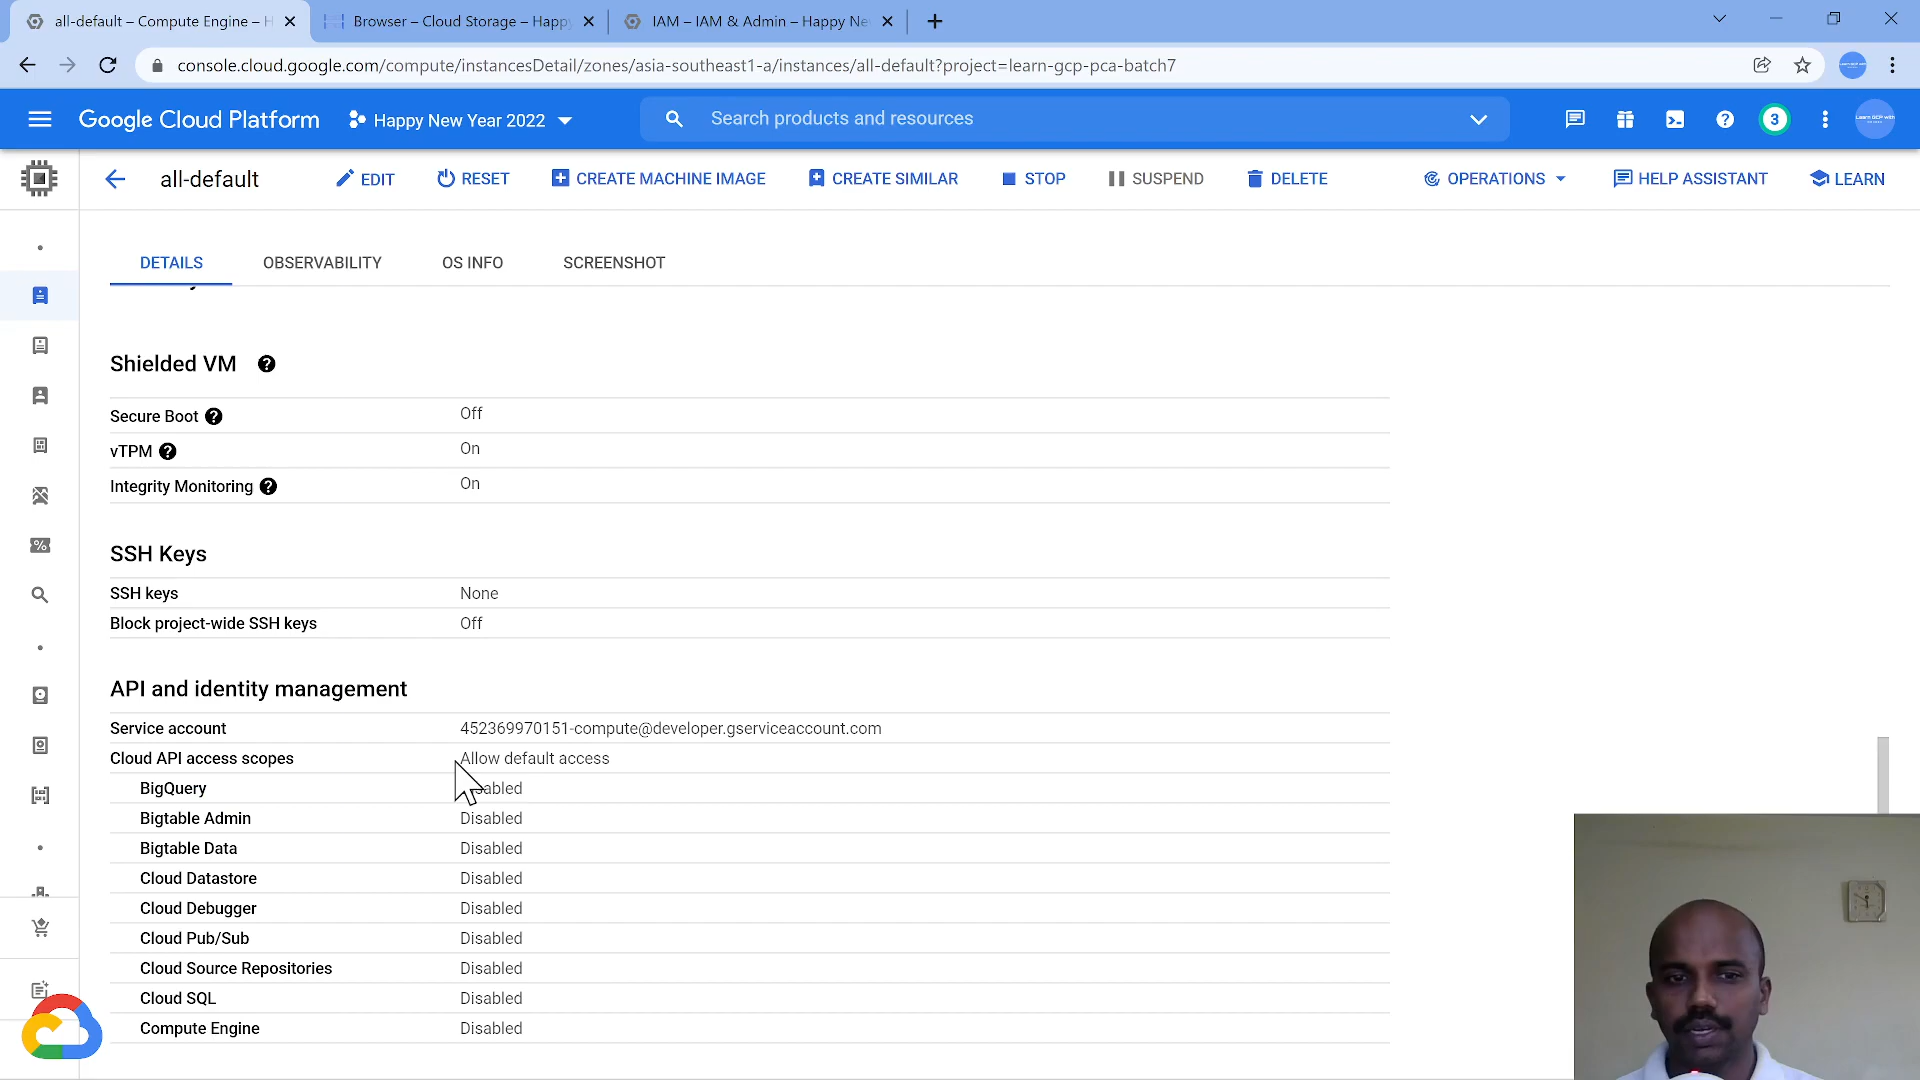 all-default – Compute Engine – H
Browser – Cloud Storage – Happy
IAM – IAM & Admin – Happy Ne
console.cloud.google.com/compute/instancesDetail/zones/asia-southeast1-a/instances/all-default?project=learn-gcp-pca-batch7
Google Cloud Platform
Happy New Year 2022
Search products and resources
3
all-default
EDIT
RESET
CREATE MACHINE IMAGE
CREATE SIMILAR
STOP
SUSPEND
DELETE
OPERATIONS
HELP ASSISTANT
LEARN
DETAILS
OBSERVABILITY
OS INFO
SCREENSHOT
Shielded VM
Secure Boot Off
vTPM On
Integrity Monitoring On
SSH Keys
SSH keys None
Block project-wide SSH keys Off
API and identity management
Service account 452369970151-compute@developer.gserviceaccount.com
Cloud API access scopes Allow default access
BigQuery
Bigtable Admin Disabled
Bigtable Data Disabled
Cloud Datastore Disabled
Cloud Debugger Disabled
Cloud Pub/Sub Disabled
Cloud Source Repositories Disabled
Cloud SQL Disabled
Compute Engine Disabled